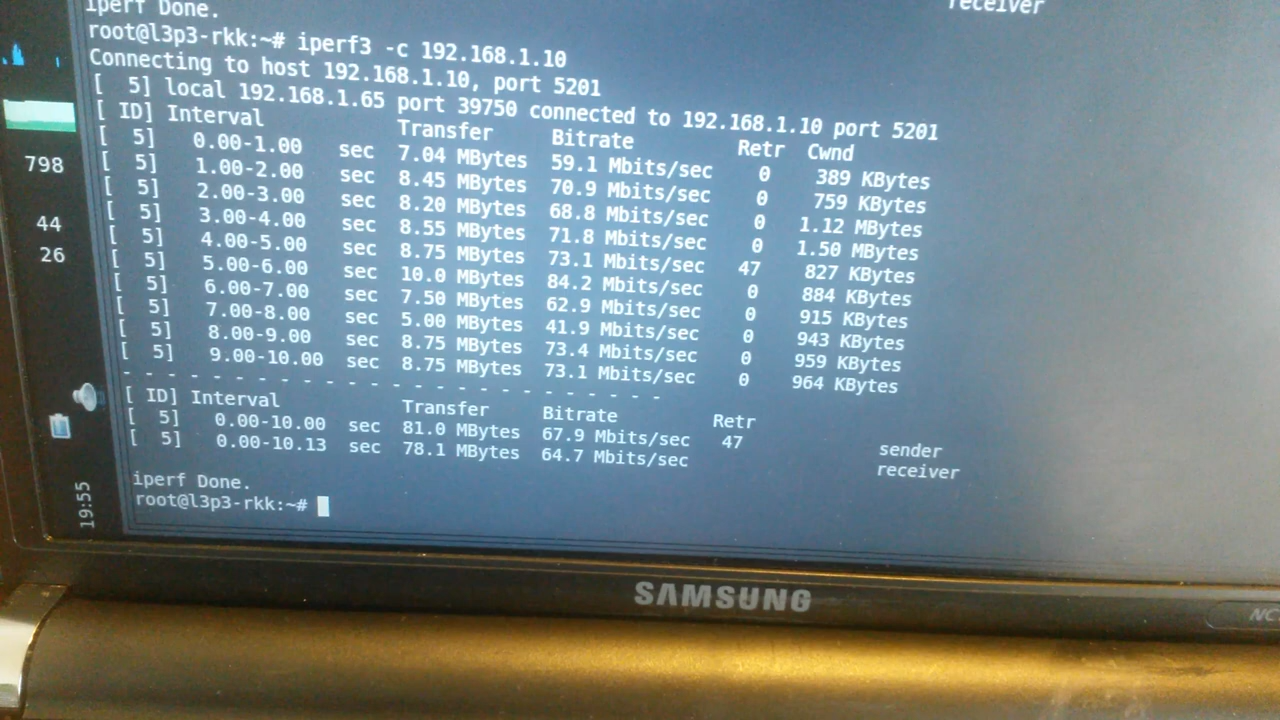 iperf Done.
receiver
root@l3p3-rkk:~# iperf3 -c 192.168.1.10
Connecting to host 192.168.1.10, port 5201
[  5] local 192.168.1.65 port 39750 connected to 192.168.1.10 port 5201
[ ID] Interval Transfer Bitrate Retr Cwnd
[  5] 0.00-1.00 sec 7.04 MBytes 59.1 Mbits/sec 0 389 KBytes
[  5] 1.00-2.00 sec 8.45 MBytes 70.9 Mbits/sec 0 759 KBytes
[  5] 2.00-3.00 sec 8.20 MBytes 68.8 Mbits/sec 0 1.12 MBytes
[  5] 3.00-4.00 sec 8.55 MBytes 71.8 Mbits/sec 0 1.50 MBytes
[  5] 4.00-5.00 sec 8.75 MBytes 73.1 Mbits/sec 47 827 KBytes
[  5] 5.00-6.00 sec 10.0 MBytes 84.2 Mbits/sec 0 884 KBytes
[  5] 6.00-7.00 sec 7.50 MBytes 62.9 Mbits/sec 0 915 KBytes
[  5] 7.00-8.00 sec 5.00 MBytes 41.9 Mbits/sec 0 943 KBytes
[  5] 8.00-9.00 sec 8.75 MBytes 73.4 Mbits/sec 0 959 KBytes
[  5] 9.00-10.00 sec 8.75 MBytes 73.1 Mbits/sec 0 964 KBytes
- - - - - - - - - - - - - - - - - - - - - - - - -
[ ID] Interval Transfer Bitrate Retr
[  5] 0.00-10.00 sec 81.0 MBytes 67.9 Mbits/sec 47 sender
[  5] 0.00-10.13 sec 78.1 MBytes 64.7 Mbits/sec receiver
iperf Done.
root@l3p3-rkk:~#
798
44
26
19:55
SAMSUNG